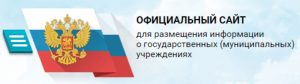 ОФИЦИАЛЬНЫЙ САЙТ
для размещения информации
о государственных (муниципальных)
учреждениях